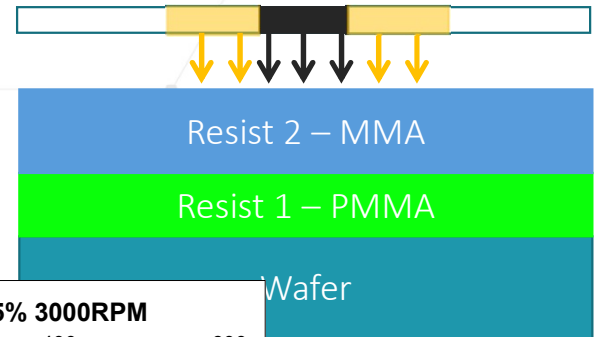 Resist 2 – MMA
Resist 1 – PMMA
Wafer
5% 3000RPM